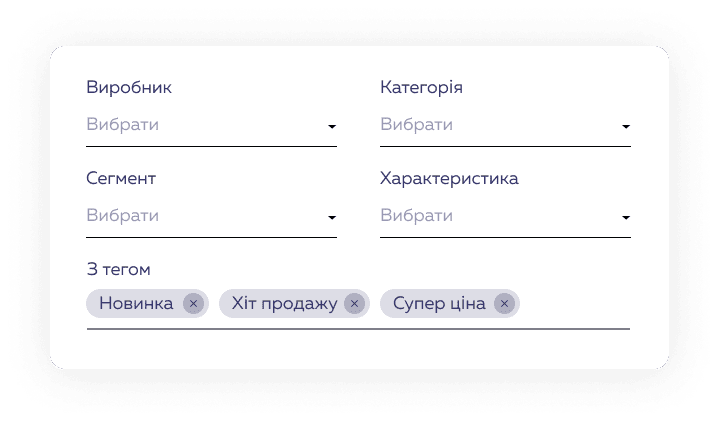 Виробник
Категорія
Вибрати
Вибрати
Сегмент
Характеристика
Вибрати
Вибрати
З тегом
Новинка × Хіт продажу × Супер ціна ×